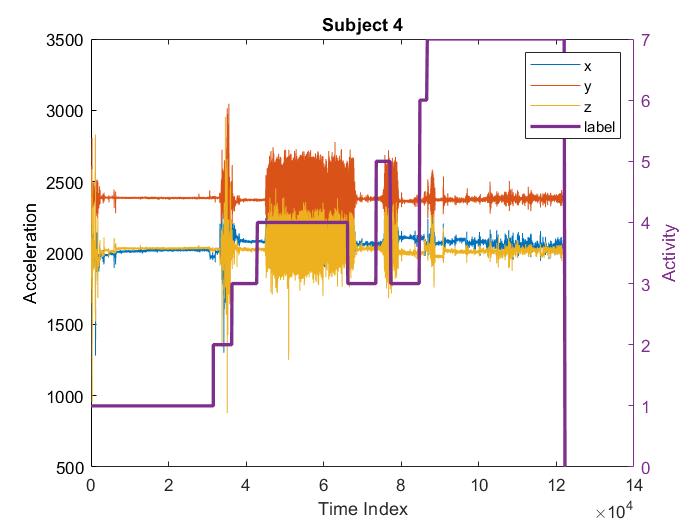 Subject 4
3500
3000
2500
2000
1500
1000
500
Acceleration
7
6
5
4
3
2
1
0
Activity
x
y
z
label
0 2 4 6 8 10 12 14
Time Index
×10⁴